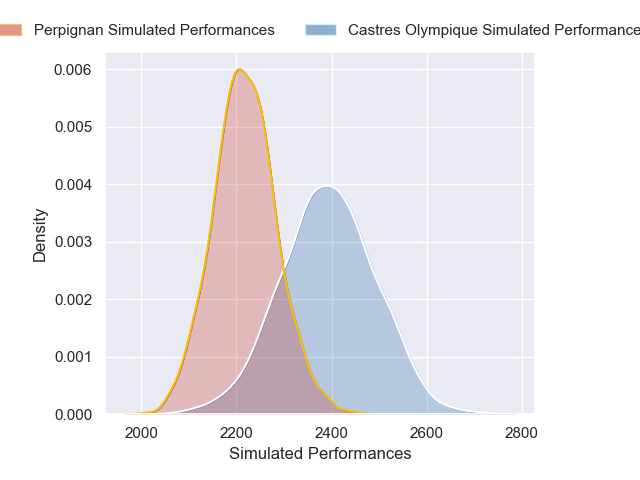 Perpignan Simulated Performances Castres Olympique Simulated Performance
0.006
0.005
0.004
0.003
0.002
0.001
0.000
Density
2000 2200 2400 2600 2800
Simulated Performances